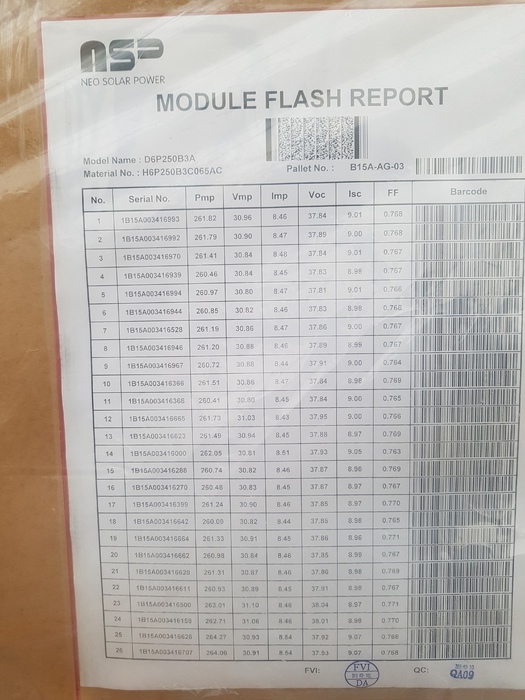 NSP
NEO SOLAR POWER
MODULE FLASH REPORT
Model Name : D6P250B3A
Material No. : H6P250B3C065AC Pallet No. : B15A-AG-03
No. Serial No. Pmp Vmp Imp Voc Isc FF Barcode
1 1B15A003416993 261.82 30.96 8.46 37.84 9.01 0.768
2 1B15A003416992 261.79 30.90 8.47 37.89 9.00 0.768
3 1B15A003416970 261.41 30.84 8.48 37.84 9.01 0.767
4 1B15A003416939 260.46 30.84 8.45 37.83 8.98 0.767
5 1B15A003416994 260.97 30.80 8.47 37.81 9.01 0.766
6 1B15A003416944 260.85 30.82 8.46 37.83 8.98 0.768
7 1B15A003416528 261.19 30.86 8.47 37.86 9.00 0.767
8 1B15A003416946 261.20 30.88 8.46 37.89 8.99 0.767
9 1B15A003416967 260.72 30.88 8.44 37.91 9.00 0.764
10 1B15A003416386 261.51 30.86 8.47 37.84 8.98 0.769
11 1B15A003416366 260.41 30.80 8.45 37.84 9.00 0.765
12 1B15A003416665 261.73 31.03 8.43 37.95 9.00 0.766
13 1B15A003416623 261.49 30.94 8.45 37.88 8.97 0.769
14 1B15A003416000 262.05 30.81 8.51 37.93 9.05 0.763
15 1B15A003416288 260.74 30.82 8.46 37.87 8.96 0.769
16 1B15A003416270 260.48 30.83 8.45 37.87 8.97 0.767
17 1B15A003416399 261.24 30.90 8.46 37.85 8.97 0.770
18 1B15A003416642 260.09 30.82 8.44 37.85 8.98 0.765
19 1B15A003416664 261.33 30.91 8.45 37.86 8.96 0.771
20 1B15A003416662 260.98 30.84 8.46 37.85 8.99 0.767
21 1B15A003416626 261.31 30.87 8.46 37.86 8.98 0.769
22 1B15A003416511 260.93 30.89 8.45 37.91 8.98 0.767
23 1B15A003416500 263.01 31.10 8.46 38.04 8.97 0.771
24 1B15A003416159 262.71 31.06 8.46 38.01 8.98 0.770
25 1B15A003416628 264.27 30.93 8.54 37.92 9.07 0.768
26 1B15A003416707 264.06 30.91 8.54 37.93 9.07 0.768
FVI: FVI DA QC: QA09